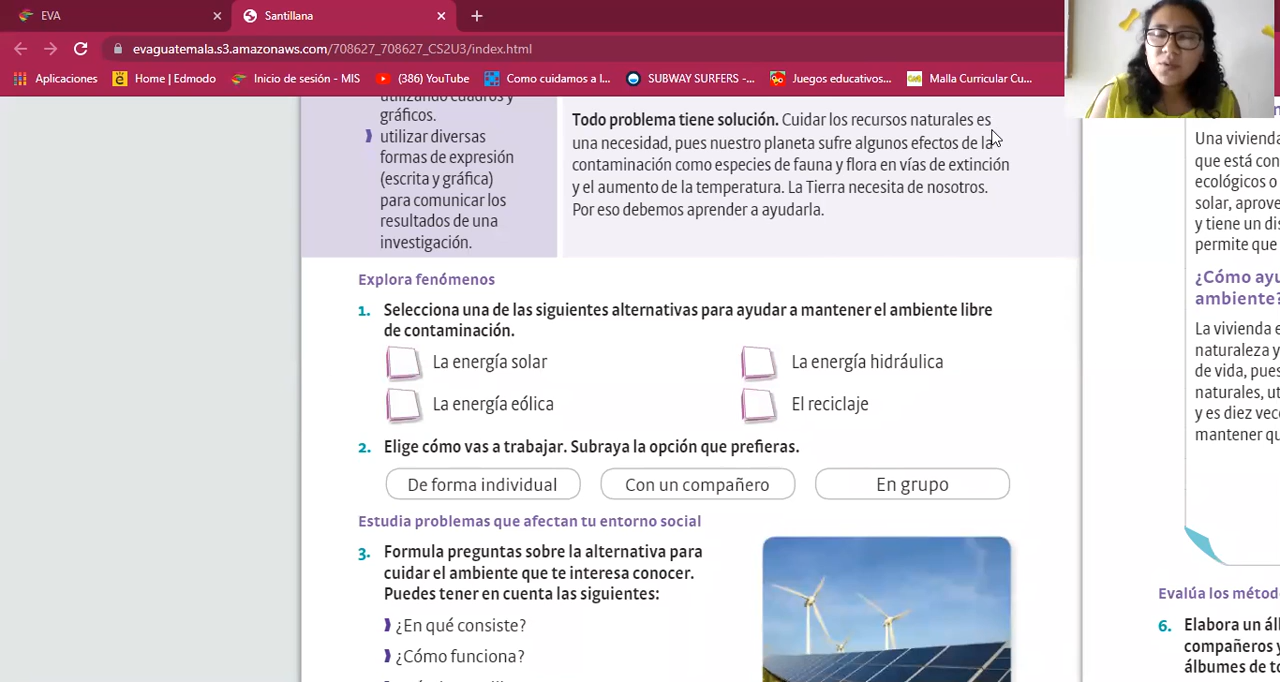 EVA
Santillana
evaguatemala.s3.amazonaws.com/708627_708627_CS2U3/index.html
Aplicaciones
Home | Edmodo
Inicio de sesión - MIS
(386) YouTube
Como cuidamos a l...
SUBWAY SURFERS -...
Juegos educativos...
Malla Curricular Cu...
utilizando cuadros y
gráficos.
utilizar diversas
formas de expresión
(escrita y gráfica)
para comunicar los
resultados de una
investigación.
Todo problema tiene solución. Cuidar los recursos naturales es
una necesidad, pues nuestro planeta sufre algunos efectos de la
contaminación como especies de fauna y flora en vías de extinción
y el aumento de la temperatura. La Tierra necesita de nosotros.
Por eso debemos aprender a ayudarla.
Explora fenómenos
1. Selecciona una de las siguientes alternativas para ayudar a mantener el ambiente libre
de contaminación.
La energía solar
La energía hidráulica
La energía eólica
El reciclaje
2. Elige cómo vas a trabajar. Subraya la opción que prefieras.
De forma individual
Con un compañero
En grupo
Estudia problemas que afectan tu entorno social
3. Formula preguntas sobre la alternativa para
cuidar el ambiente que te interesa conocer.
Puedes tener en cuenta las siguientes:
¿En qué consiste?
¿Cómo funciona?
Una vivienda
que está con
ecológicos o
solar, aprove
y tiene un dis
permite que
¿Cómo ayu
ambiente?
La vivienda e
naturaleza y
de vida, pues
naturales, ut
y es diez vece
mantener qu
Evalúa los métod
6. Elabora un ál
compañeros y
álbumes de to